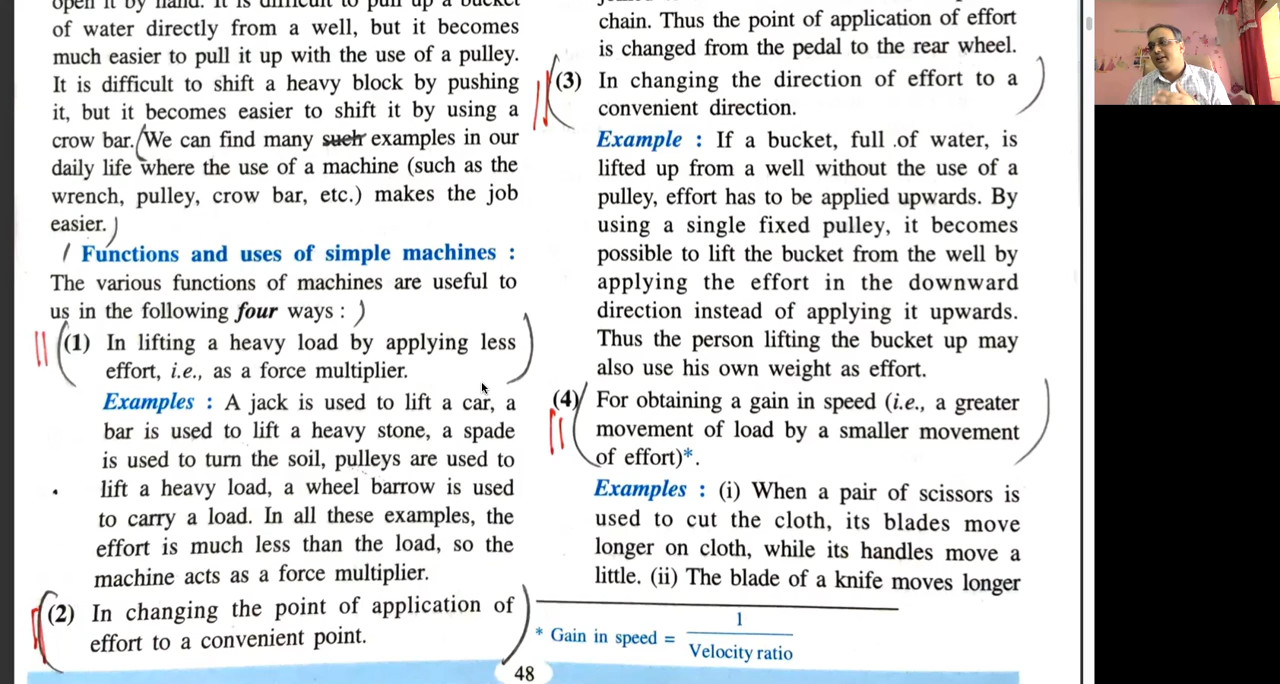 open it by hand. It is difficult to pull up a bucket
of water directly from a well, but it becomes
much easier to pull it up with the use of a pulley.
It is difficult to shift a heavy block by pushing
it, but it becomes easier to shift it by using a
crow bar. We can find many such examples in our
daily life where the use of a machine (such as the
wrench, pulley, crow bar, etc.) makes the job
easier.
Functions and uses of simple machines :
The various functions of machines are useful to
us in the following four ways :
(1) In lifting a heavy load by applying less
effort, i.e., as a force multiplier.
Examples : A jack is used to lift a car, a
bar is used to lift a heavy stone, a spade
is used to turn the soil, pulleys are used to
lift a heavy load, a wheel barrow is used
to carry a load. In all these examples, the
effort is much less than the load, so the
machine acts as a force multiplier.
(2) In changing the point of application of
effort to a convenient point.
chain. Thus the point of application of effort
is changed from the pedal to the rear wheel.
(3) In changing the direction of effort to a
convenient direction.
Example : If a bucket, full .of water, is
lifted up from a well without the use of a
pulley, effort has to be applied upwards. By
using a single fixed pulley, it becomes
possible to lift the bucket from the well by
applying the effort in the downward
direction instead of applying it upwards.
Thus the person lifting the bucket up may
also use his own weight as effort.
(4) For obtaining a gain in speed (i.e., a greater
movement of load by a smaller movement
of effort)*.
Examples : (i) When a pair of scissors is
used to cut the cloth, its blades move
longer on cloth, while its handles move a
little. (ii) The blade of a knife moves longer
* Gain in speed = 1
Velocity ratio
48